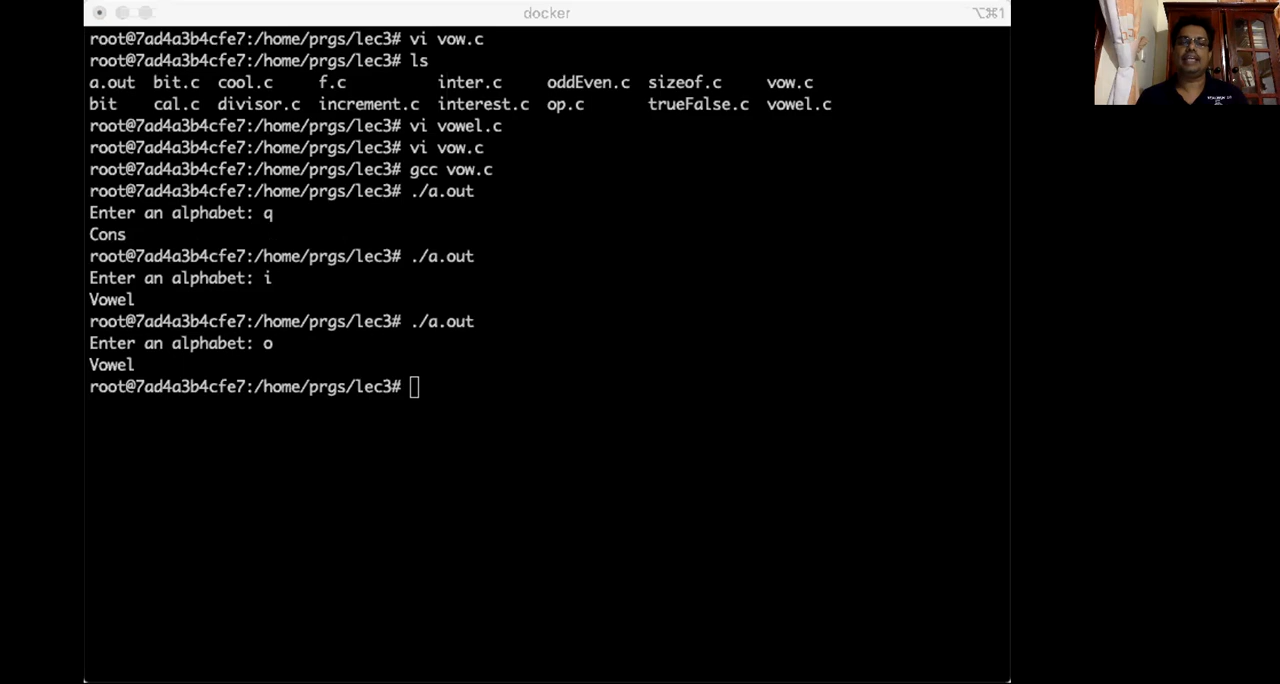 docker
⌥⌘1
root@7ad4a3b4cfe7:/home/prgs/lec3# vi vow.c
root@7ad4a3b4cfe7:/home/prgs/lec3# ls
a.out bit.c cool.c f.c inter.c oddEven.c sizeof.c vow.c
bit cal.c divisor.c increment.c interest.c op.c trueFalse.c vowel.c
root@7ad4a3b4cfe7:/home/prgs/lec3# vi vowel.c
root@7ad4a3b4cfe7:/home/prgs/lec3# vi vow.c
root@7ad4a3b4cfe7:/home/prgs/lec3# gcc vow.c
root@7ad4a3b4cfe7:/home/prgs/lec3# ./a.out
Enter an alphabet: q
Cons
root@7ad4a3b4cfe7:/home/prgs/lec3# ./a.out
Enter an alphabet: i
Vowel
root@7ad4a3b4cfe7:/home/prgs/lec3# ./a.out
Enter an alphabet: o
Vowel
root@7ad4a3b4cfe7:/home/prgs/lec3#